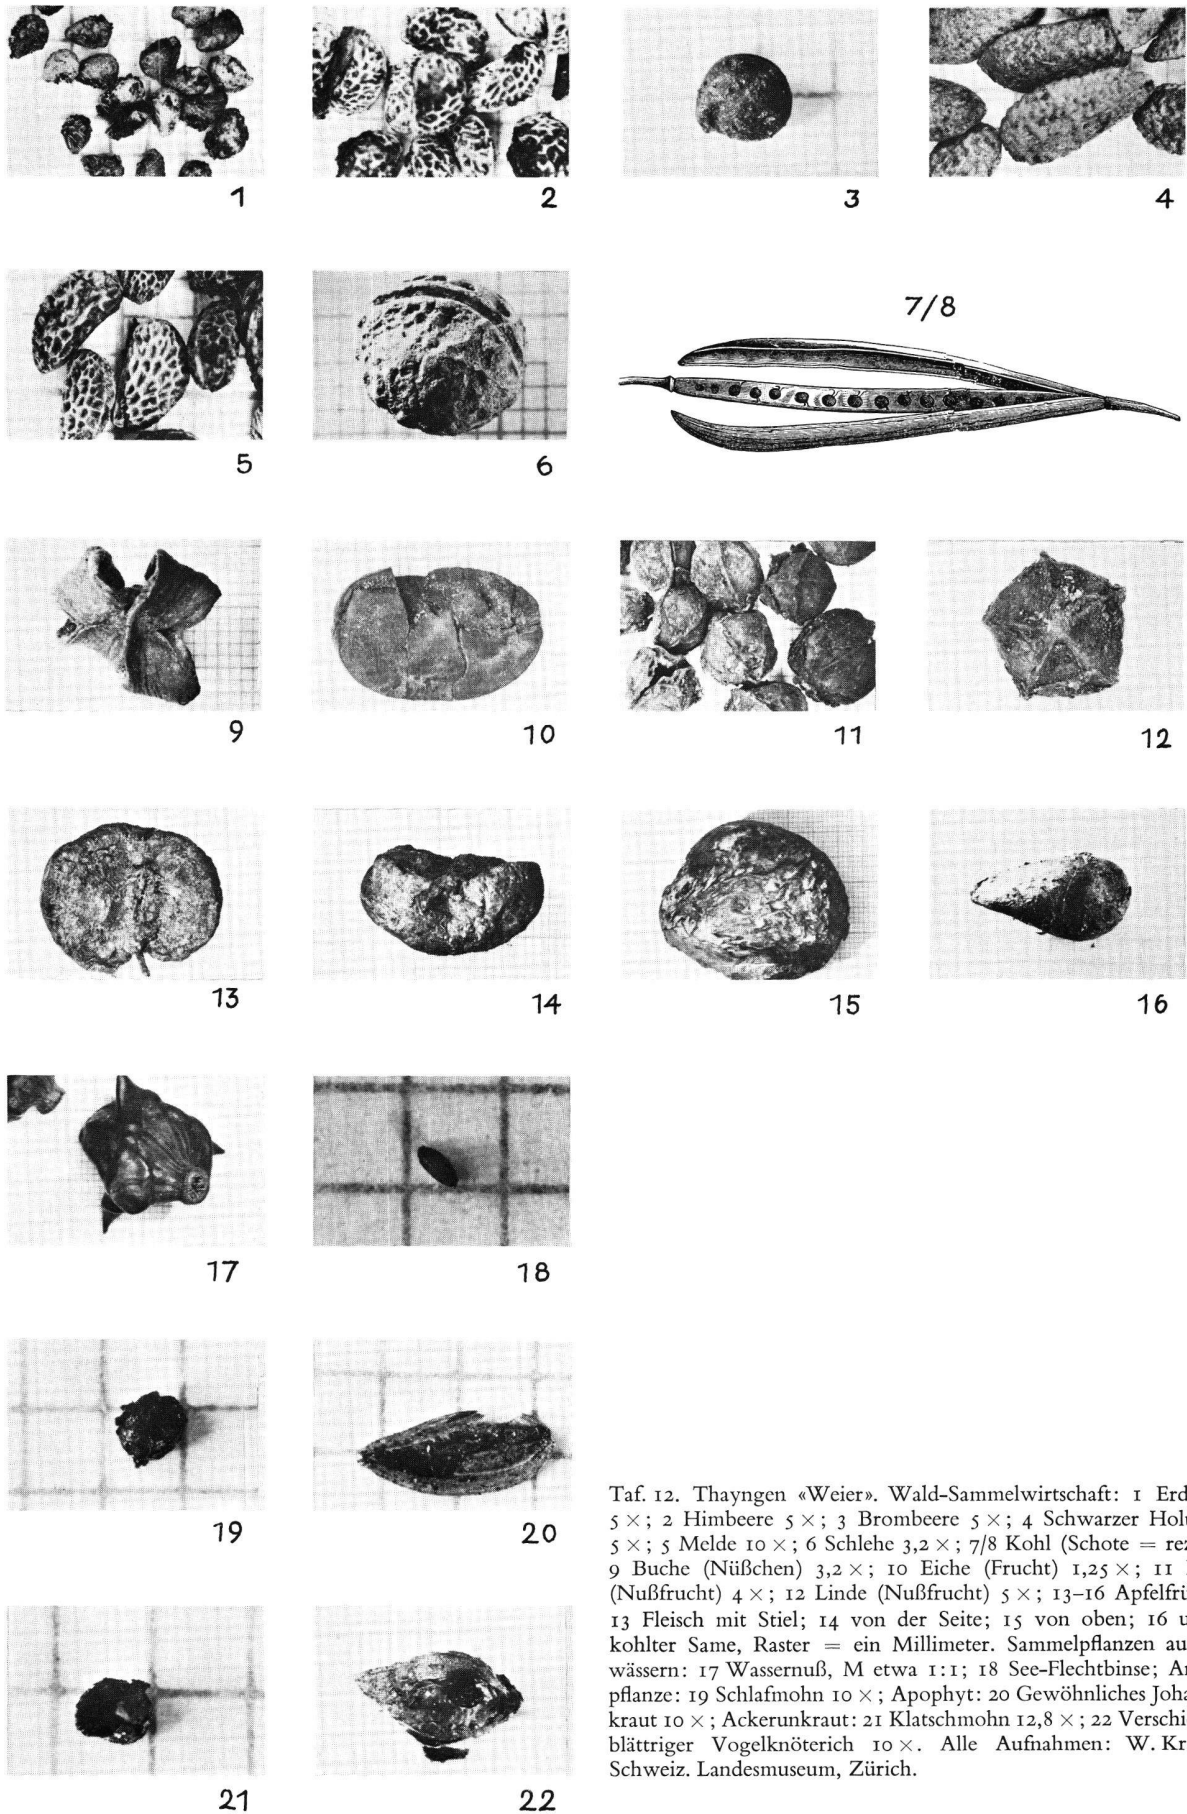 1
2
3
4
5
6
7/8
9
10
11
12
13
14
15
16
17
18
19
20
21
22
Taf. 12. Thayngen «Weier». Wald-Sammelwirtschaft: 1 Erd
5 ×; 2 Himbeere 5 ×; 3 Brombeere 5 ×; 4 Schwarzer Hol
5 ×; 5 Melde 10 ×; 6 Schlehe 3,2 ×; 7/8 Kohl (Schote = rez
9 Buche (Nüßchen) 3,2 ×; 10 Eiche (Frucht) 1,25 ×; 11
(Nußfrucht) 4 ×; 12 Linde (Nußfrucht) 5 ×; 13–16 Apfelfrü
13 Fleisch mit Stiel; 14 von der Seite; 15 von oben; 16 u
kohlter Same, Raster = ein Millimeter. Sammelpflanzen au
wässern: 17 Wassernuß, M etwa 1:1; 18 See-Flechtbinse; A
pflanze: 19 Schlafmohn 10 ×; Apophyt: 20 Gewöhnliches Joha
kraut 10 ×; Ackerunkraut: 21 Klatschmohn 12,8 ×; 22 Verschi
blättriger Vogelknöterich 10 ×. Alle Aufnahmen: W. Kr
Schweiz. Landesmuseum, Zürich.